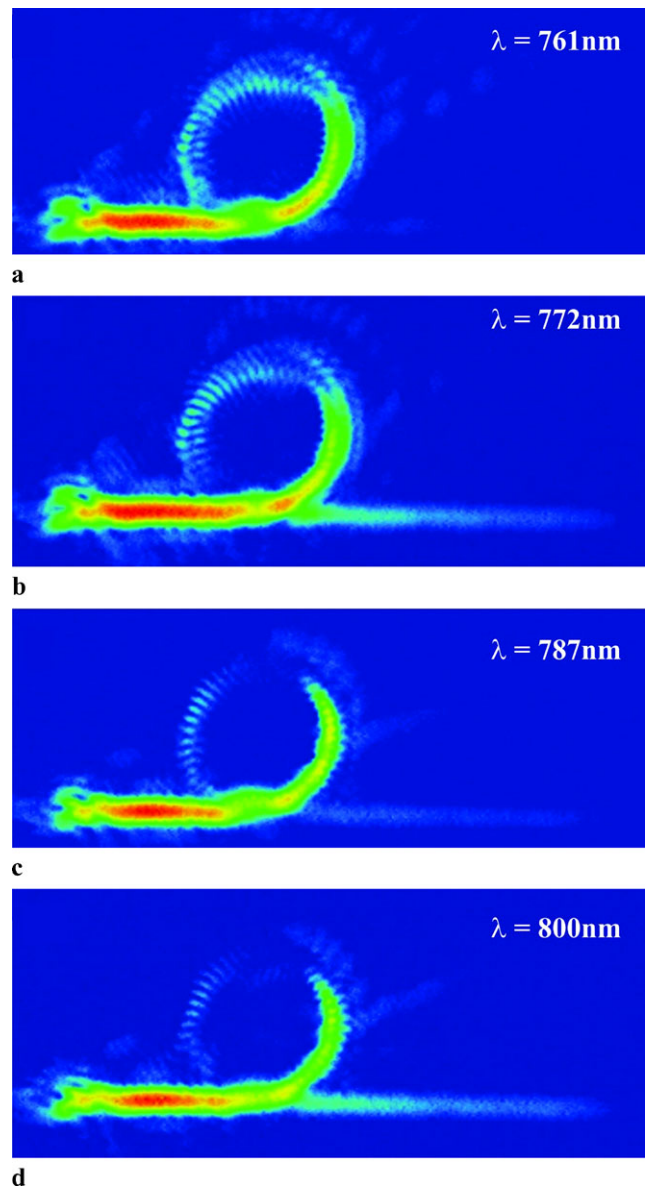 λ = 761nm
a
λ = 772nm
b
λ = 787nm
c
λ = 800nm
d